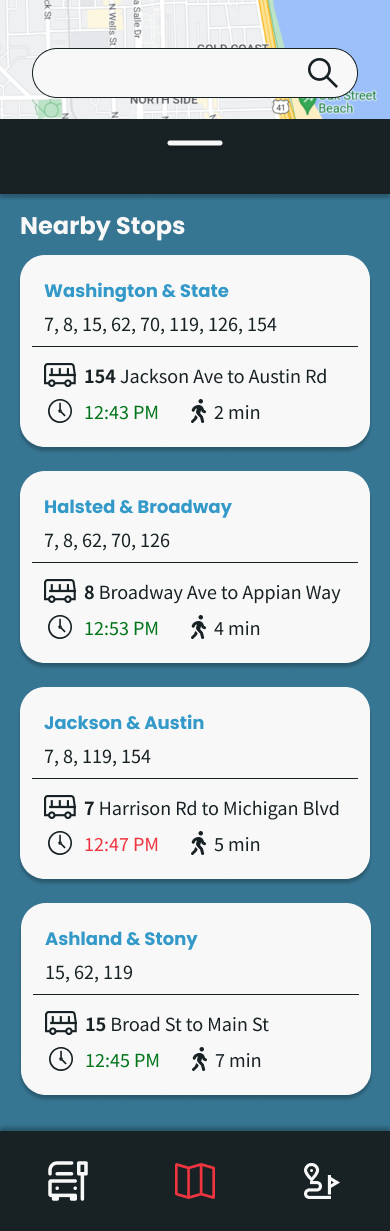 ck St
N Wells St
a Salle Dr
GOLD COAST
NORTH SIDE
41
Street
Beach
Nearby Stops
Washington & State
7, 8, 15, 62, 70, 119, 126, 154
154 Jackson Ave to Austin Rd
12:43 PM 2 min
Halsted & Broadway
7, 8, 62, 70, 126
8 Broadway Ave to Appian Way
12:53 PM 4 min
Jackson & Austin
7, 8, 119, 154
7 Harrison Rd to Michigan Blvd
12:47 PM 5 min
Ashland & Stony
15, 62, 119
15 Broad St to Main St
12:45 PM 7 min